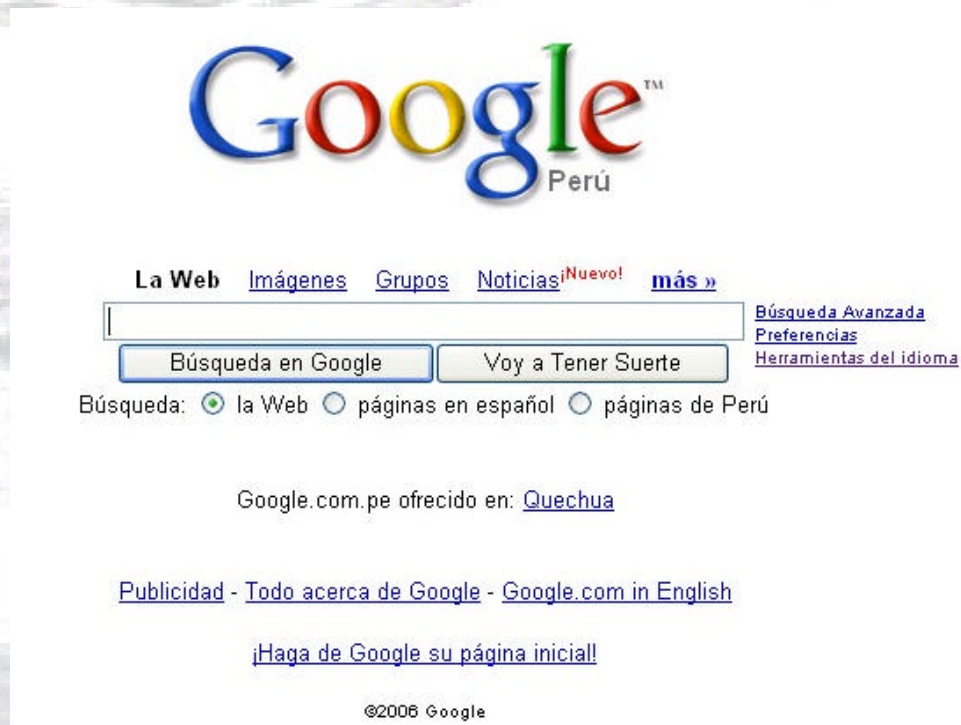 Google™
Perú
La Web Imágenes Grupos Noticias¡Nuevo! más »
Búsqueda Avanzada
Preferencias
Herramientas del idioma
Búsqueda en Google Voy a Tener Suerte
Búsqueda: la Web páginas en español páginas de Perú
Google.com.pe ofrecido en: Quechua
Publicidad - Todo acerca de Google - Google.com in English
¡Haga de Google su página inicial!
©2006 Google